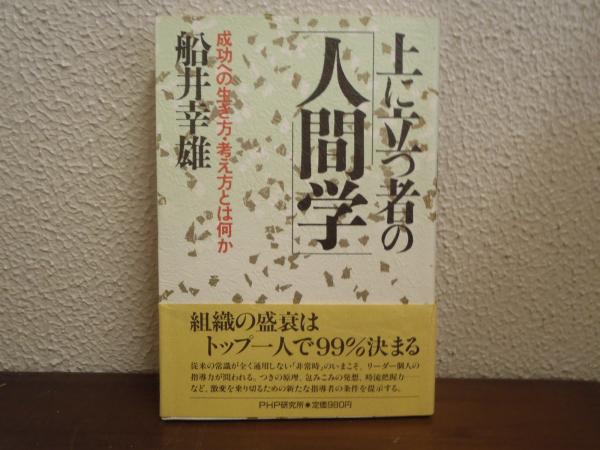 上に立つ者の
「人間学」
成功への生き方・考え方とは何か
船井幸雄
組織の盛衰は
トップ一人で99%決まる
従来の常識が全く通用しない「非常時」のいまこそ、リーダー個人の
指導力が問われる。つきの原理、包みこみの発想、時流把握力——
など、激変を乗り切るための新たな指導者の条件を提示する。
PHP研究所●定価980円